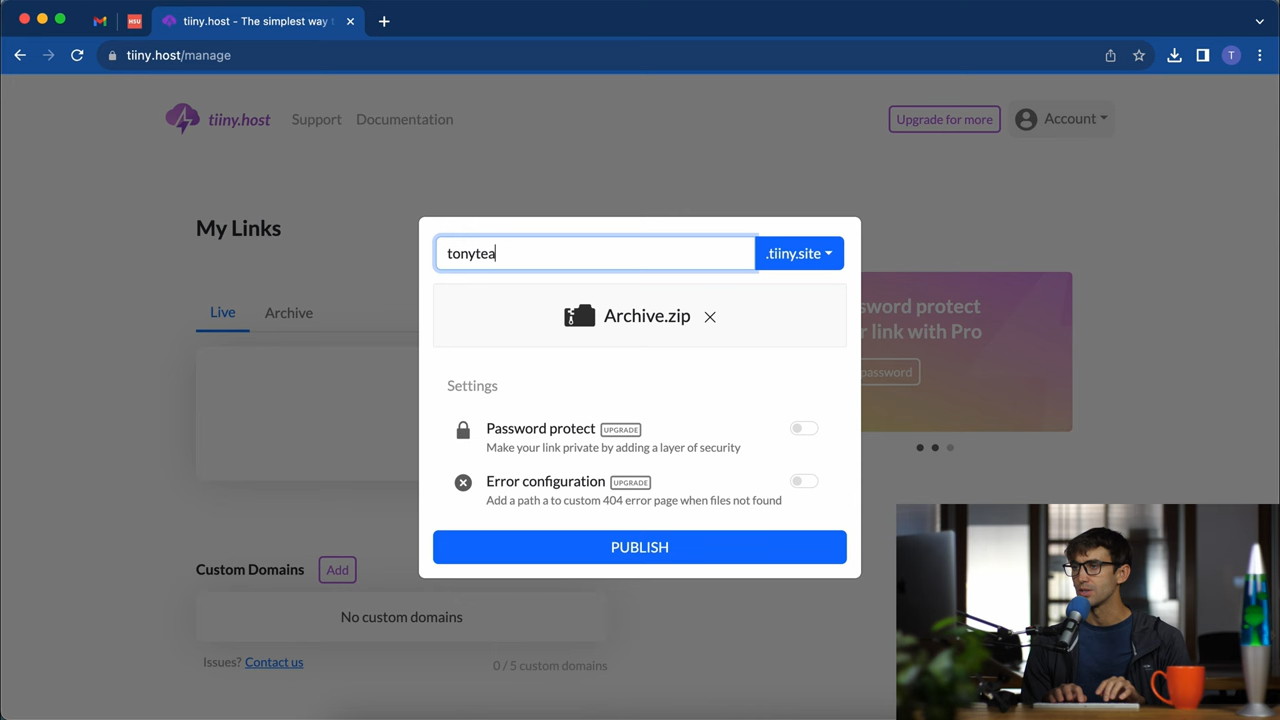 HSU
tiiny.host - The simplest way t
tiiny.host/manage
T
tiiny.host
Support
Documentation
Upgrade for more
Account
My Links
tonytea
.tiiny.site
Archive.zip
Live
Archive
sword protect
r link with Pro
password
Settings
Password protect UPGRADE
Make your link private by adding a layer of security
Error configuration UPGRADE
Add a path a to custom 404 error page when files not found
PUBLISH
Custom Domains
Add
No custom domains
Issues? Contact us
0 / 5 custom domains